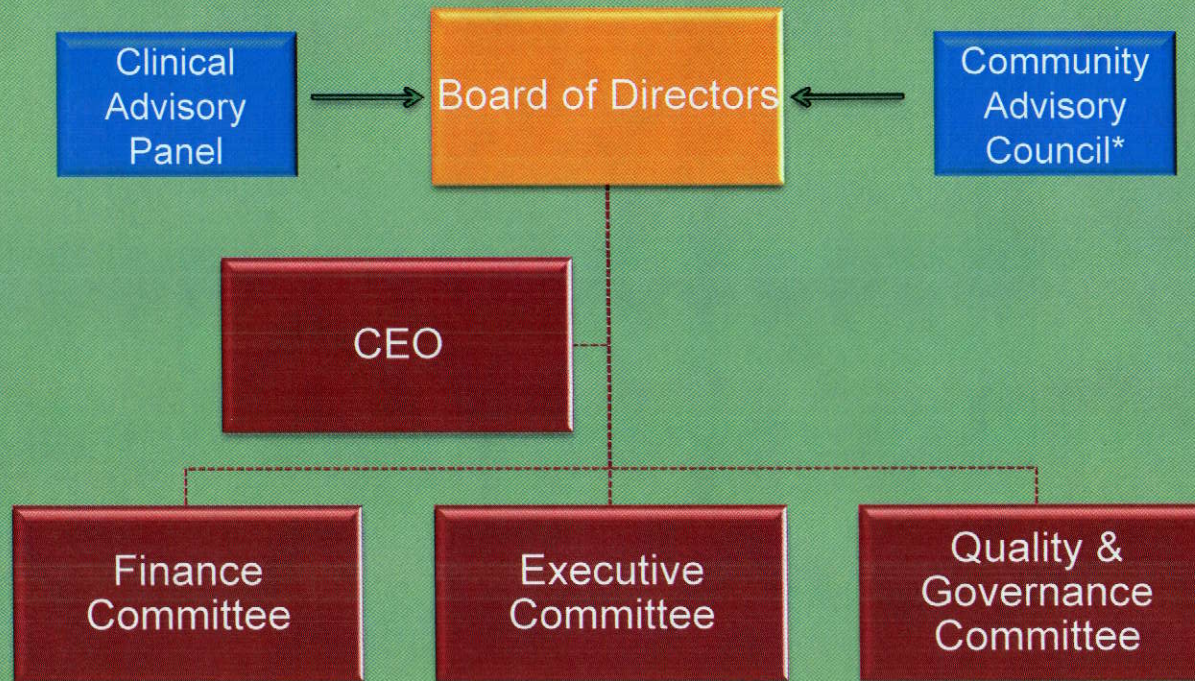 Clinical
Advisory
Panel
Board of Directors
Community
Advisory
Council*
CEO
Finance
Committee
Executive
Committee
Quality &
Governance
Committee